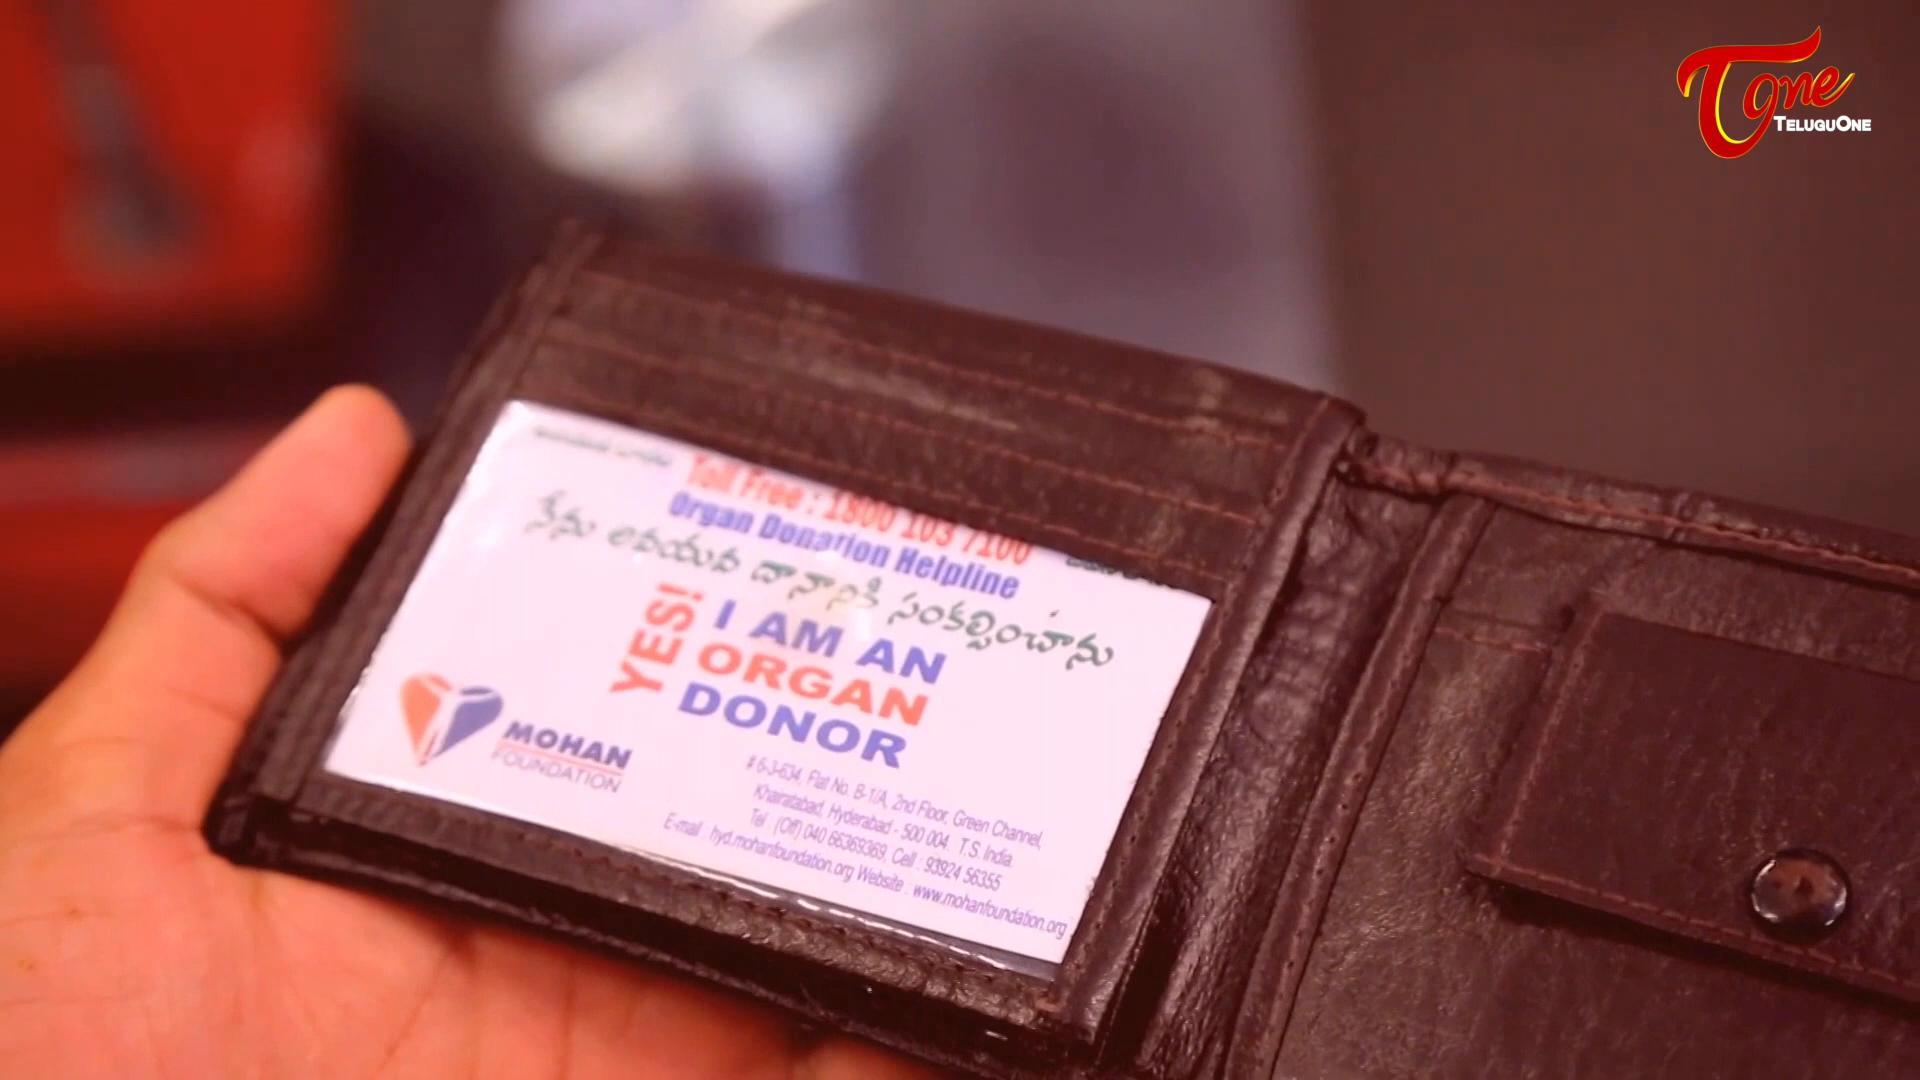 Tone
TELUGUONE
Toll Free : 1800 103 7100
Organ Donation Helpline
నేను అవయవ దానానికి సంకల్పించాను
YES!
I AM AN
ORGAN
DONOR
MOHAN
FOUNDATION
# 6-3-634, Flat No. B-1/A, 2nd Floor, Green Channel,
Khairatabad, Hyderabad - 500 004. T.S. India
Tel : (Off) 040 66369369, Cell : 93924 56355
E-mail : hyd.mohanfoundation.org Website : www.mohanfoundation.org